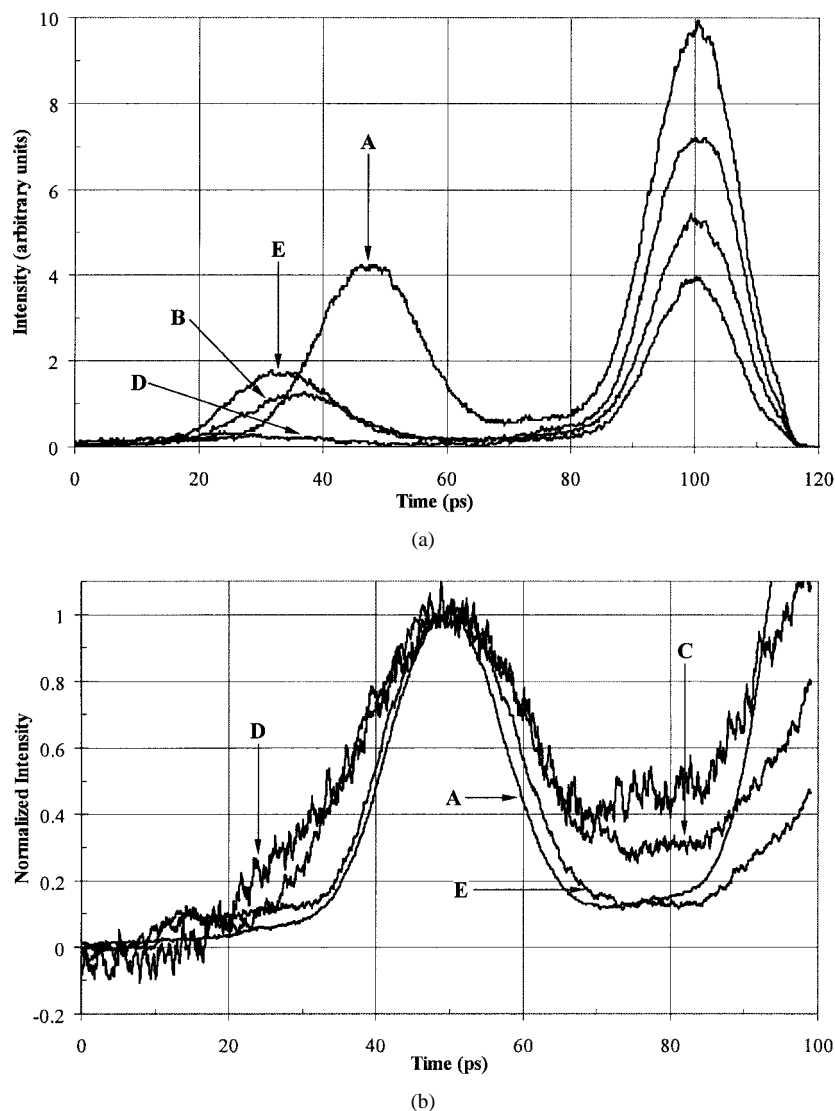 10
8
6
4
2
0
Intensity (arbitrary units)
A
E
B
D
0 20 40 60 80 100 120
Time (ps)
(a)
1
0.8
0.6
0.4
0.2
0
-0.2
Normalized Intensity
C
D
A
E
0 20 40 60 80 100
Time (ps)
(b)